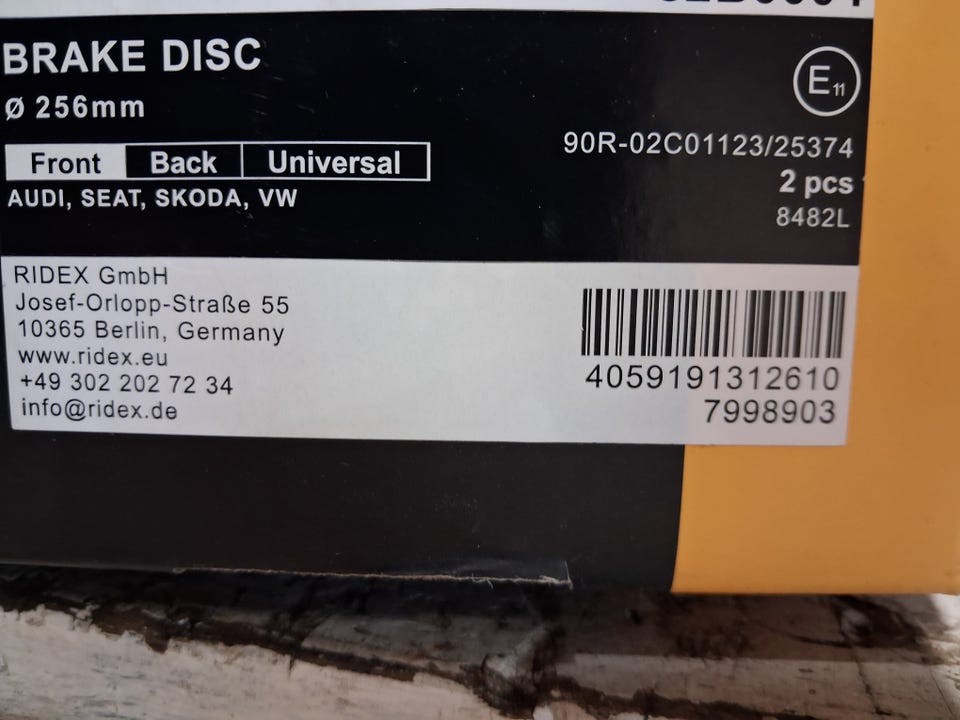 BRAKE DISC
Ø 256mm
Front Back Universal
AUDI, SEAT, SKODA, VW
E11
90R-02C01123/25374
2 pcs
8482L
RIDEX GmbH
Josef-Orlopp-Straße 55
10365 Berlin, Germany
www.ridex.eu
+49 302 202 72 34
info@ridex.de
4059191312610
7998903